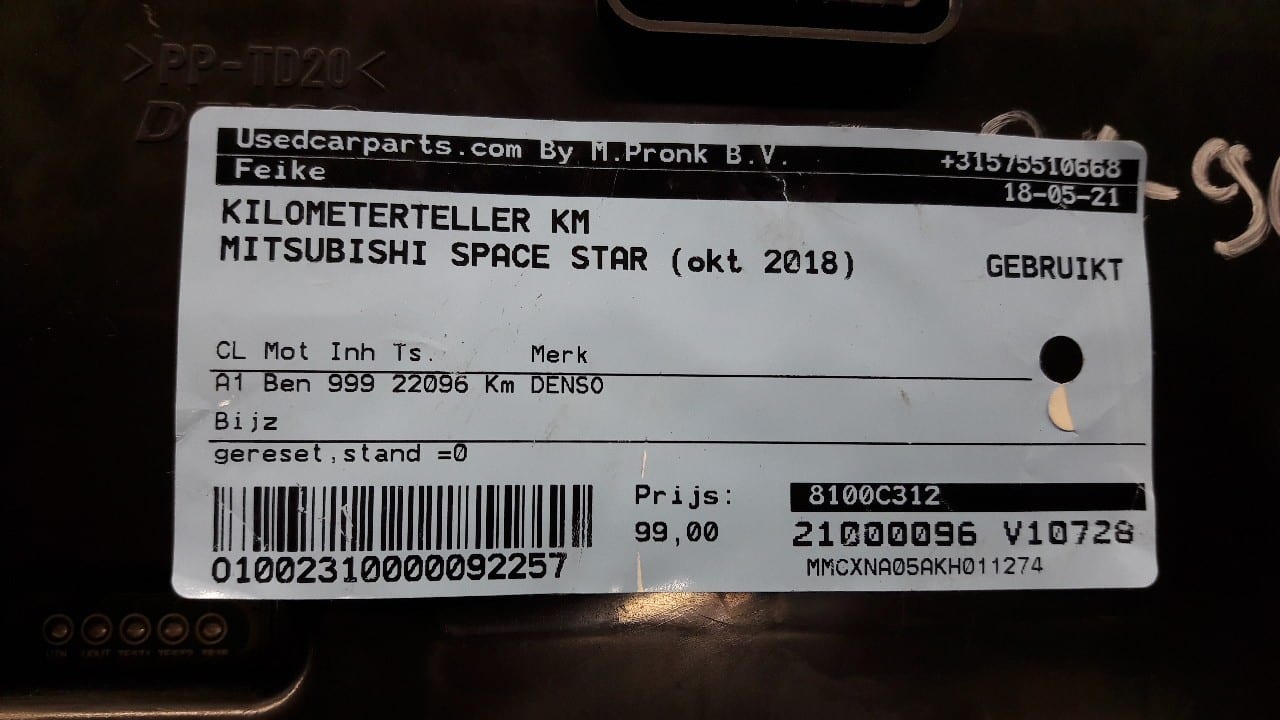 >PP-TD20<
DENSO
Usedcarparts.com By M.Pronk B.V. +31575510668
Feike 18-05-21
KILOMETERTELLER KM
MITSUBISHI SPACE STAR (okt 2018) GEBRUIKT
CL Mot Inh Ts. Merk
A1 Ben 999 22096 Km DENSO
Bijz
gereset,stand =0
Prijs: 8100C312
99,00 21000096 V10728
01002310000092257 MMCXNA05AKH011274